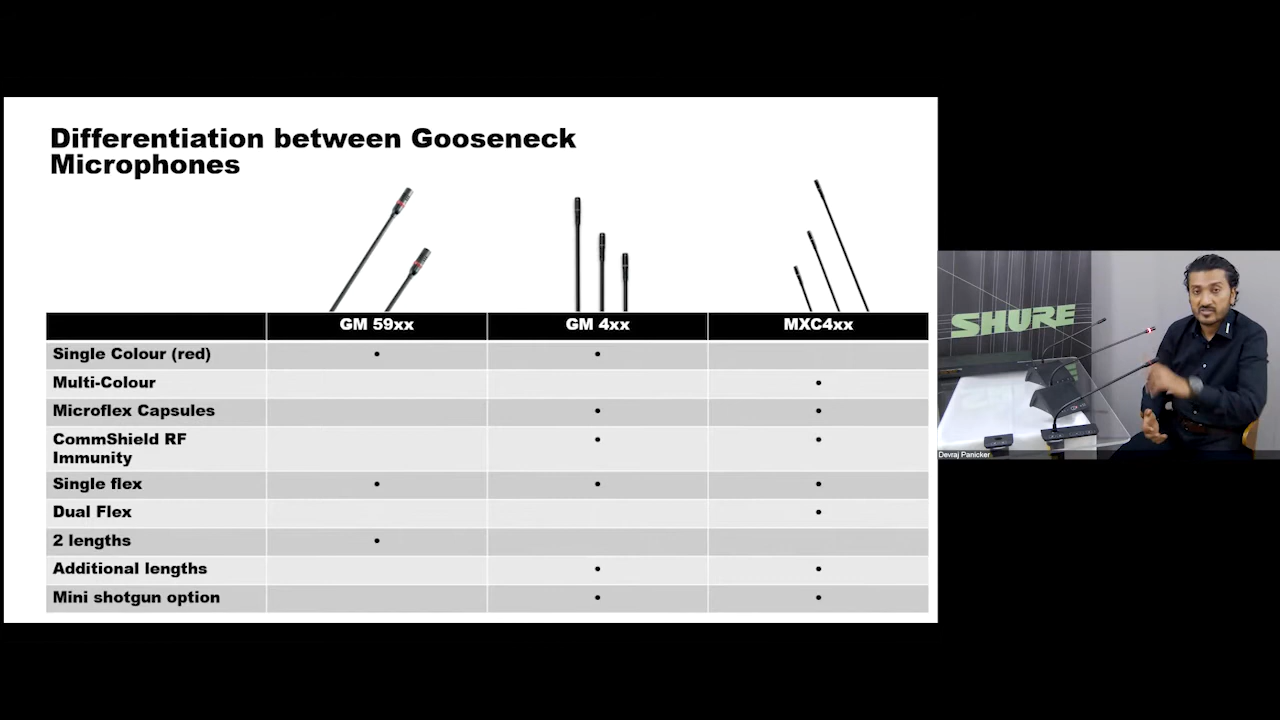 Differentiation between Gooseneck
Microphones
GM 59xx GM 4xx MXC4xx
Single Colour (red) • •
Multi-Colour •
Microflex Capsules • •
CommShield RF
Immunity • •
Single flex • • •
Dual Flex •
2 lengths •
Additional lengths • •
Mini shotgun option • •
SHURE
Devraj Panicker